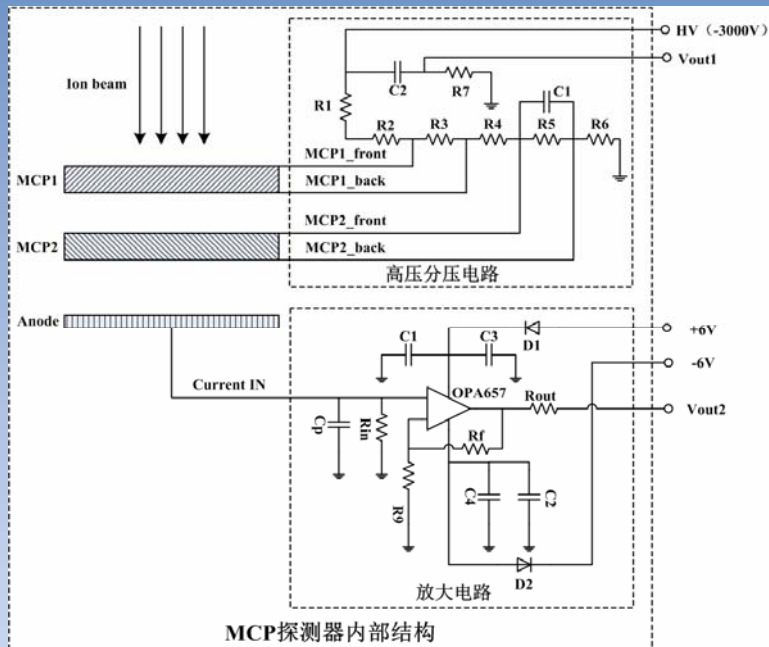 HV（-3000V）
Vout1
C2
R7
C1
R1
R2
R3
R4
R5
R6
Ion beam
MCP1_front
MCP1
MCP1_back
MCP2_front
MCP2
MCP2_back
高压分压电路
Anode
+6V
D1
C1
C3
-6V
Current IN
OPA657
Rout
Vout2
Cp
Rin
Rf
R9
C4
C2
D2
放大电路
MCP探测器内部结构